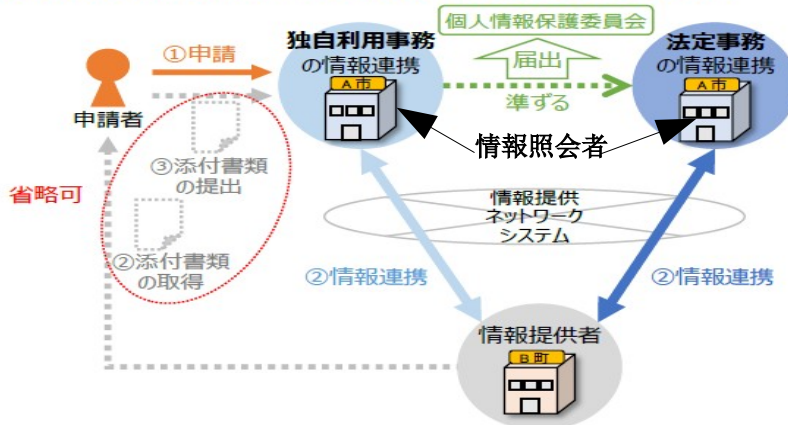 個人情報保護委員会
届出
①申請
独自利用事務
の情報連携
A市
準ずる
法定事務
の情報連携
A市
申請者
情報照会者
③添付書類
の提出
省略可
②添付書類
の取得
情報提供
ネットワーク
システム
②情報連携
②情報連携
情報提供者
B町